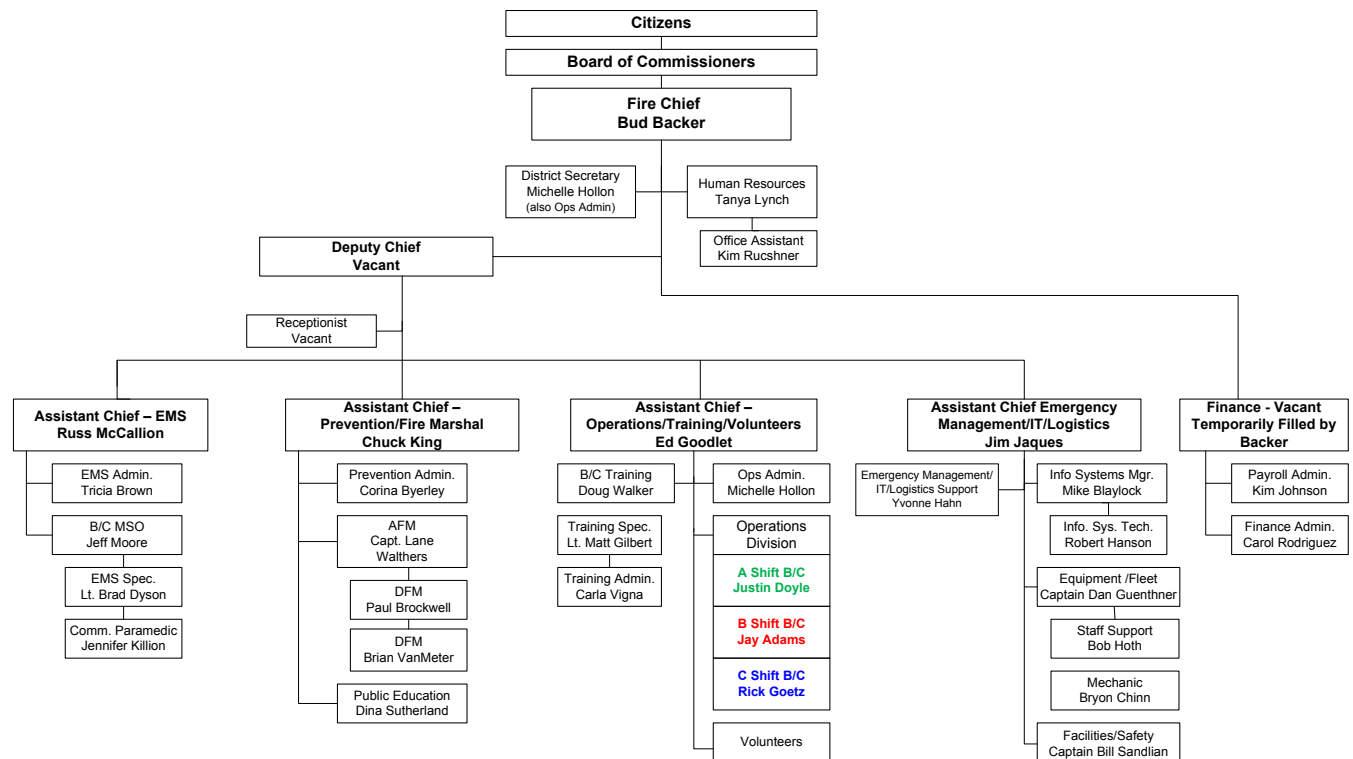 Citizens
Board of Commissioners
Fire Chief
Bud Backer
District Secretary
Michelle Hollon
(also Ops Admin)
Human Resources
Tanya Lynch
Office Assistant
Kim Rucshner
Deputy Chief
Vacant
Receptionist
Vacant
Assistant Chief – EMS
Russ McCallion
EMS Admin.
Tricia Brown
B/C MSO
Jeff Moore
EMS Spec.
Lt. Brad Dyson
Comm. Paramedic
Jennifer Killion
Assistant Chief –
Prevention/Fire Marshal
Chuck King
Prevention Admin.
Corina Byerley
AFM
Capt. Lane
Walthers
DFM
Paul Brockwell
DFM
Brian VanMeter
Public Education
Dina Sutherland
Assistant Chief –
Operations/Training/Volunteers
Ed Goodlet
B/C Training
Doug Walker
Training Spec.
Lt. Matt Gilbert
Training Admin.
Carla Vigna
Ops Admin.
Michelle Hollon
Operations
Division
A Shift B/C
Justin Doyle
B Shift B/C
Jay Adams
C Shift B/C
Rick Goetz
Volunteers
Assistant Chief Emergency
Management/IT/Logistics
Jim Jaques
Emergency Management/
IT/Logistics Support
Yvonne Hahn
Info Systems Mgr.
Mike Blaylock
Info. Sys. Tech.
Robert Hanson
Equipment /Fleet
Captain Dan Guenthner
Staff Support
Bob Hoth
Mechanic
Bryon Chinn
Facilities/Safety
Captain Bill Sandlian
Finance - Vacant
Temporarily Filled by
Backer
Payroll Admin.
Kim Johnson
Finance Admin.
Carol Rodriguez